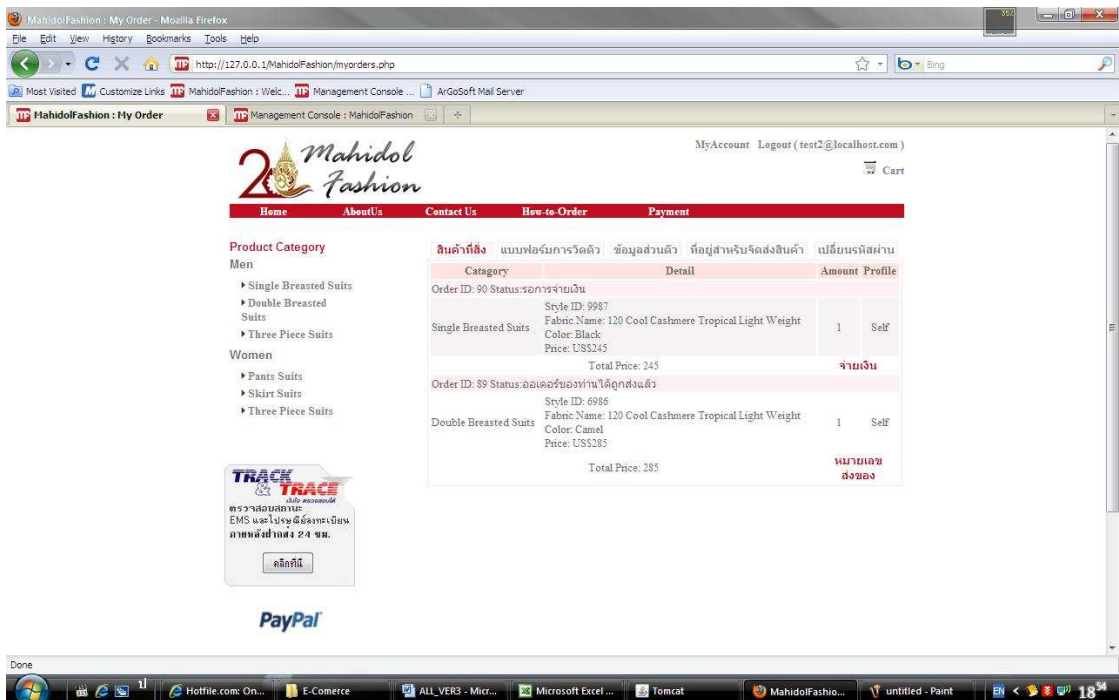 MahidolFashion : My Order - Mozilla Firefox
35%
File Edit View History Bookmarks Tools Help
http://127.0.0.1/MahidolFashion/myorders.php
Bing
Most Visited Customize Links MahidolFashion : Welc... Management Console ... ArGoSoft Mail Server
MahidolFashion : My Order Management Console : MahidolFashion
Mahidol
Fashion
MyAccount Logout ( test2@localhost.com )
Cart
Home AboutUs Contact Us How-to-Order Payment
Product Category
Men
Single Breasted Suits
Double Breasted
Suits
Three Piece Suits
Women
Pants Suits
Skirt Suits
Three Piece Suits
สินค้าที่สั่ง แบบฟอร์มการวัดตัว ข้อมูลส่วนตัว ที่อยู่สำหรับจัดส่งสินค้า เปลี่ยนรหัสผ่าน
Catagory Detail Amount Profile
Order ID: 90 Status:รอการจ่ายเงิน
Single Breasted Suits
Style ID: 9987
Fabric Name: 120 Cool Cashmere Tropical Light Weight
Color: Black
Price: US$245
1 Self
Total Price: 245 จ่ายเงิน
Order ID: 89 Status:ออเดอร์ของท่านได้ถูกส่งแล้ว
Double Breasted Suits
Style ID: 6986
Fabric Name: 120 Cool Cashmere Tropical Light Weight
Color: Camel
Price: US$285
1 Self
Total Price: 285
หมายเลข
ส่งของ
TRACK
& TRACE
ตรวจสอบสถานะ
EMS และไปรษณีย์ลงทะเบียน
ภายหลังฝากส่ง 24 ชม.
คลิกที่นี่
PayPal
Done
Hotfile.com: On... E-Comerce ALL_VER3 - Micr... Microsoft Excel ... Tomcat MahidolFashio... untitled - Paint EN 18 54